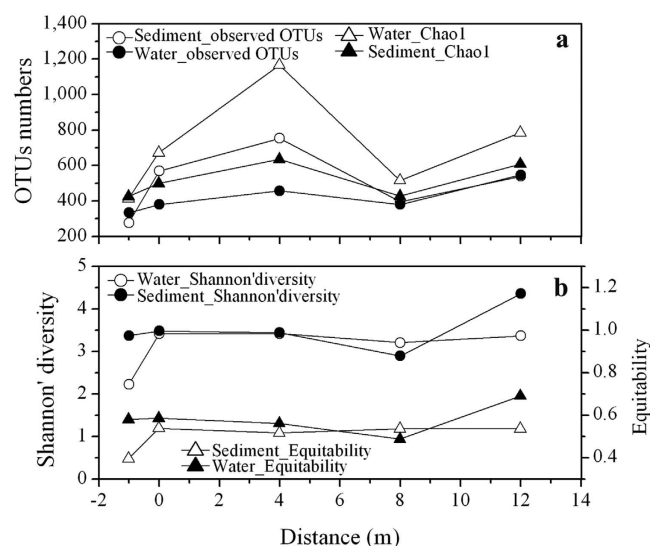 Sediment_observed OTUs
Water_observed OTUs
Water_Chao1
Sediment_Chao1
a
1,400
1,200
1,000
800
600
400
200
OTUs numbers
Water_Shannon'diversity
Sediment_Shannon'diversity
b
5
4
3
2
1
0
Shannon' diversity
1.2
1.0
0.8
0.6
0.4
Equitability
Sediment_Equitability
Water_Equitability
-2 0 2 4 6 8 10 12 14
Distance (m)